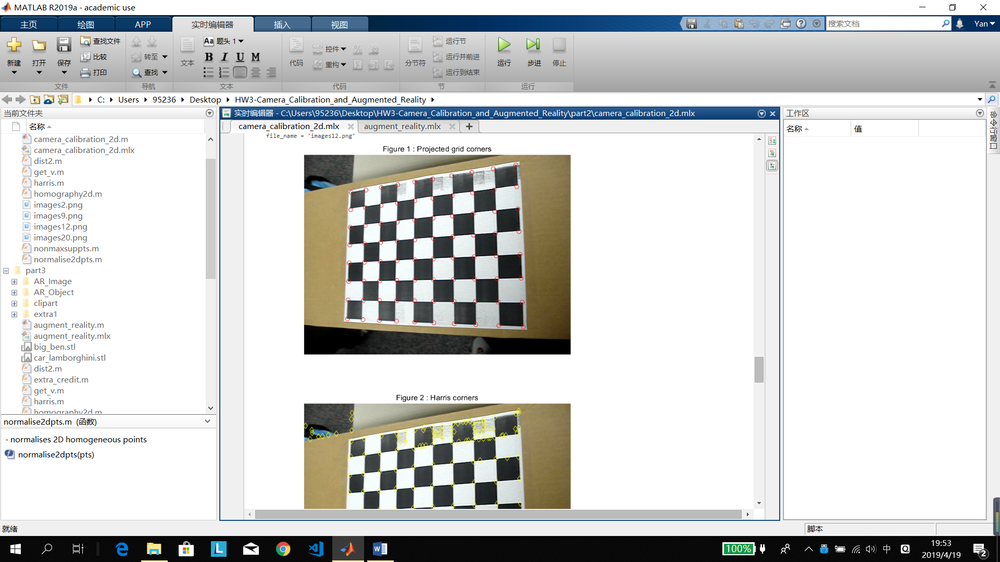 MATLAB R2019a - academic use
主页 绘图 APP 实时编辑器 插入 视图
搜索文档
Yan
新建
打开
保存
查找文件
比较
打印
文件
转至
查找
导航
文本
Aa 题头 1
B I U M
文本
代码
控件
重构
代码
分节符
运行节
运行并前进
运行到结束
节
运行
步进
停止
运行
C: Users 95236 Desktop HW3-Camera_Calibration_and_Augmented_Reality
当前文件夹
名称
camera_calibration_2d.m
camera_calibration_2d.mlx
dist2.m
get_v.m
harris.m
homography2d.m
images2.png
images9.png
images12.png
images20.png
nonmaxsuppts.m
normalise2dpts.m
part3
AR_Image
AR_Object
clipart
extra1
augment_reality.m
augment_reality.mlx
big_ben.stl
car_lamborghini.stl
dist2.m
extra_credit.m
get_v.m
harris.m
homography2d.m
normalise2dpts.m (函数)
- normalises 2D homogeneous points
normalise2dpts(pts)
实时编辑器 - C:\Users\95236\Desktop\HW3-Camera_Calibration_and_Augmented_Reality\part2\camera_calibration_2d.mlx
camera_calibration_2d.mlx
augment_reality.mlx
file_name = 'images12.png'
Figure 1 : Projected grid corners
Figure 2 : Harris corners
工作区
名称 值
命令行窗口
就绪
脚本
100%
中
19:53
2019/4/19
2